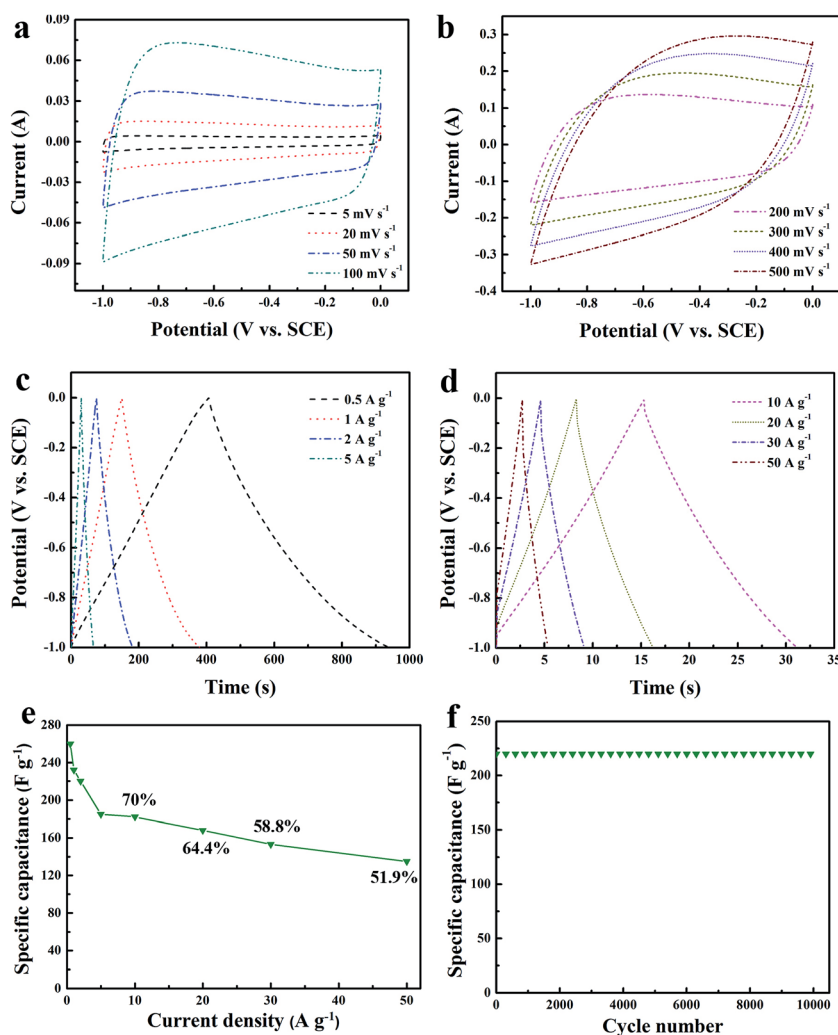 a
0.09
0.06
0.03
0.00
-0.03
-0.06
-0.09
Current (A)
5 mV s⁻¹
20 mV s⁻¹
50 mV s⁻¹
100 mV s⁻¹
-1.0 -0.8 -0.6 -0.4 -0.2 0.0
Potential (V vs. SCE)
b
0.3
0.2
0.1
0.0
-0.1
-0.2
-0.3
-0.4
Current (A)
200 mV s⁻¹
300 mV s⁻¹
400 mV s⁻¹
500 mV s⁻¹
-1.0 -0.8 -0.6 -0.4 -0.2 0.0
Potential (V vs. SCE)
c
0.0
-0.2
-0.4
-0.6
-0.8
-1.0
Potential (V vs. SCE)
0.5 A g⁻¹
1 A g⁻¹
2 A g⁻¹
5 A g⁻¹
0 200 400 600 800 1000
Time (s)
d
0.0
-0.2
-0.4
-0.6
-0.8
-1.0
Potential (V vs. SCE)
10 A g⁻¹
20 A g⁻¹
30 A g⁻¹
50 A g⁻¹
0 5 10 15 20 25 30 35
Time (s)
e
280
240
200
160
120
80
40
0
Specific capacitance (F g⁻¹)
70%
64.4%
58.8%
51.9%
0 10 20 30 40 50
Current density (A g⁻¹)
f
250
225
200
175
150
125
100
75
50
25
0
Specific capacitance (F g⁻¹)
0 2000 4000 6000 8000 10000
Cycle number